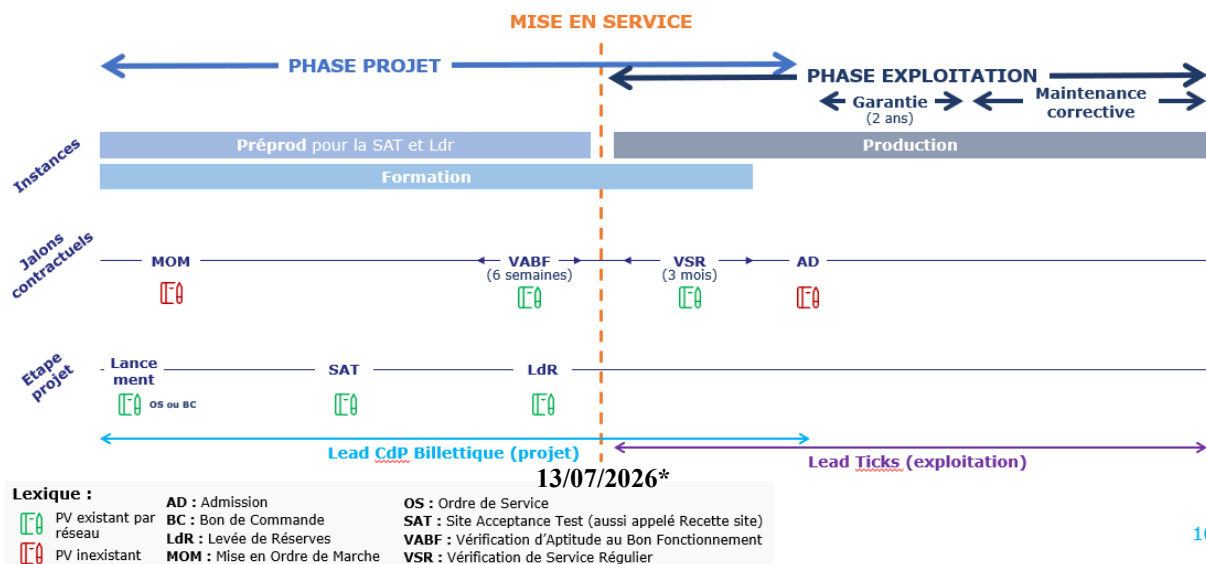 MISE EN SERVICE
PHASE PROJET
PHASE EXPLOITATION
Garantie
(2 ans)
Maintenance
corrective
Instances
Préprod pour la SAT et Ldr
Production
Formation
Jalons
contractuels
MOM
VABF
(6 semaines)
VSR
(3 mois)
AD
Etape
projet
Lance
ment
OS ou BC
SAT
LdR
Lead CdP Billettique (projet)
Lead Ticks (exploitation)
13/07/2026*
Lexique :
PV existant par
réseau
PV inexistant
AD : Admission
BC : Bon de Commande
LdR : Levée de Réserves
MOM : Mise en Ordre de Marche
OS : Ordre de Service
SAT : Site Acceptance Test (aussi appelé Recette site)
VABF : Vérification d’Aptitude au Bon Fonctionnement
VSR : Vérification de Service Régulier